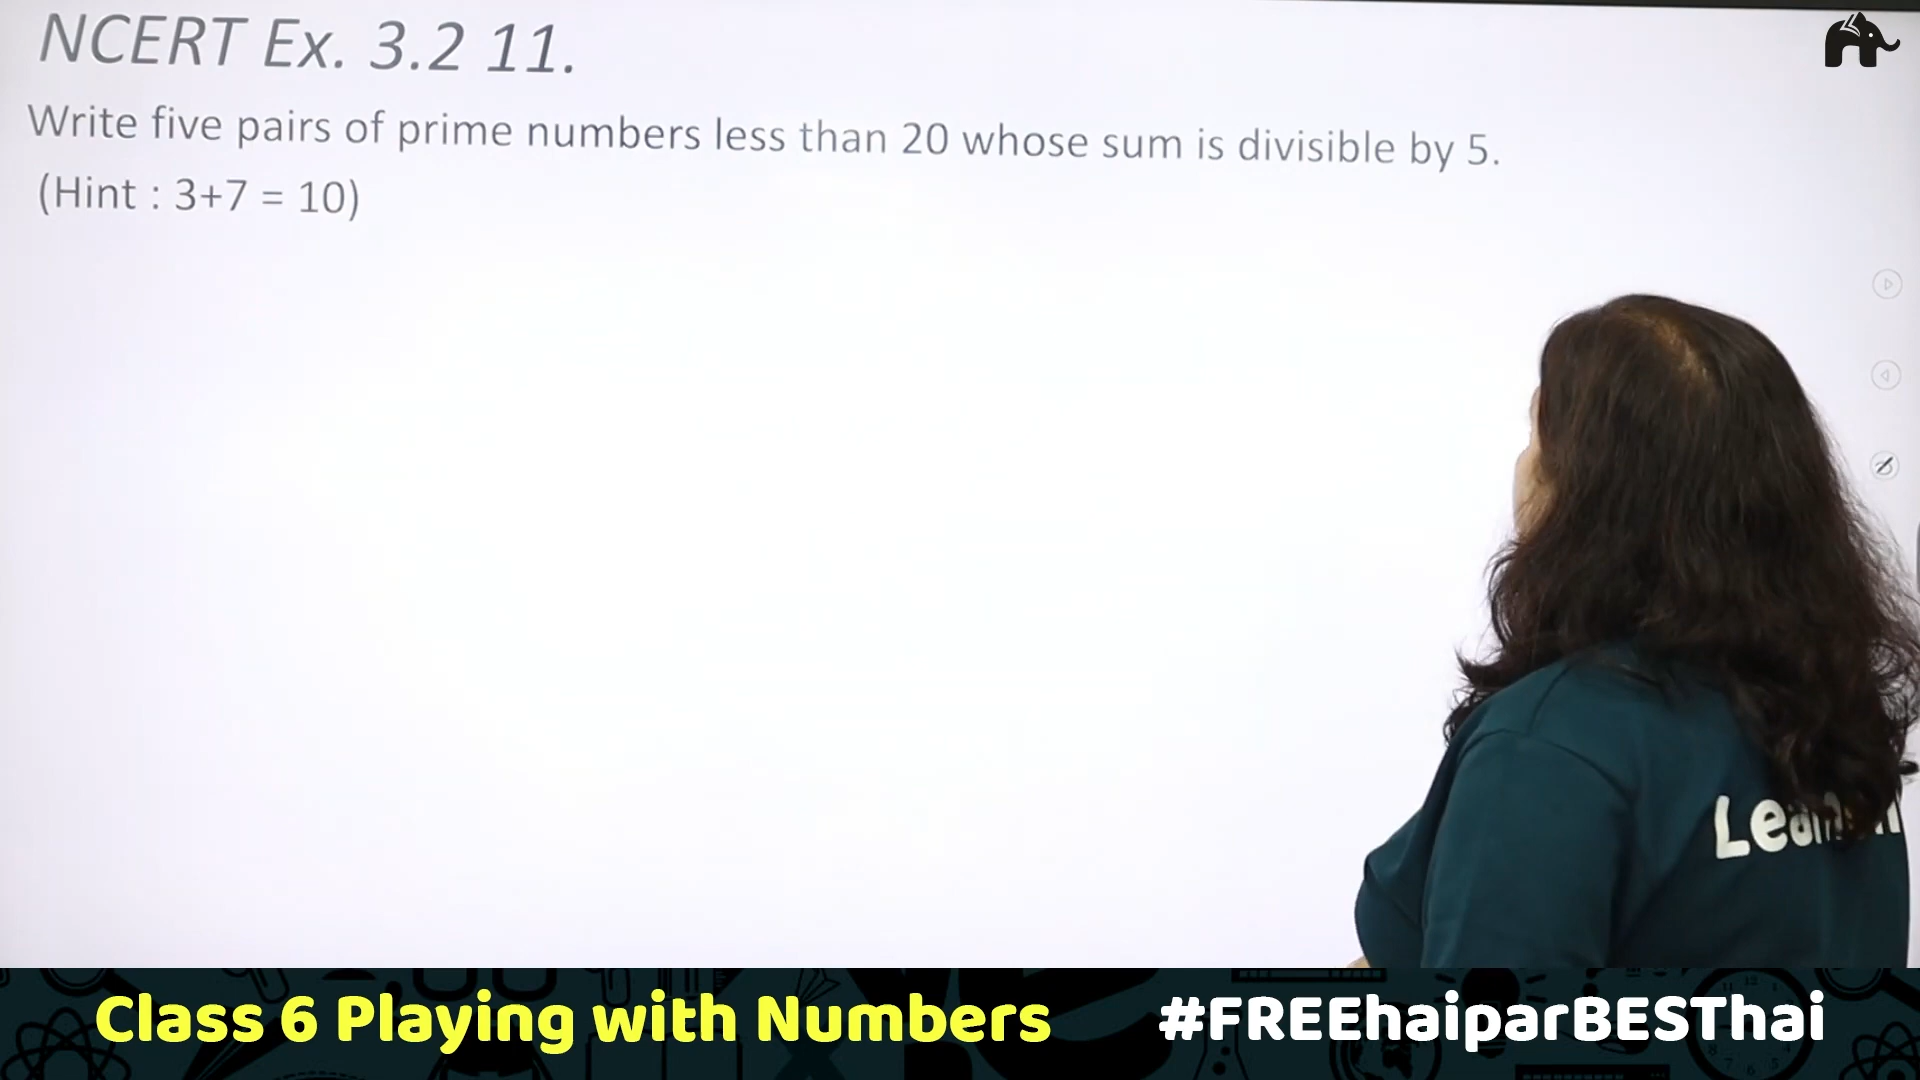 NCERT Ex. 3.2 11.
Write five pairs of prime numbers less than 20 whose sum is divisible by 5.
(Hint : 3+7 = 10)
Class 6 Playing with Numbers
#FREEhaiparBESThai